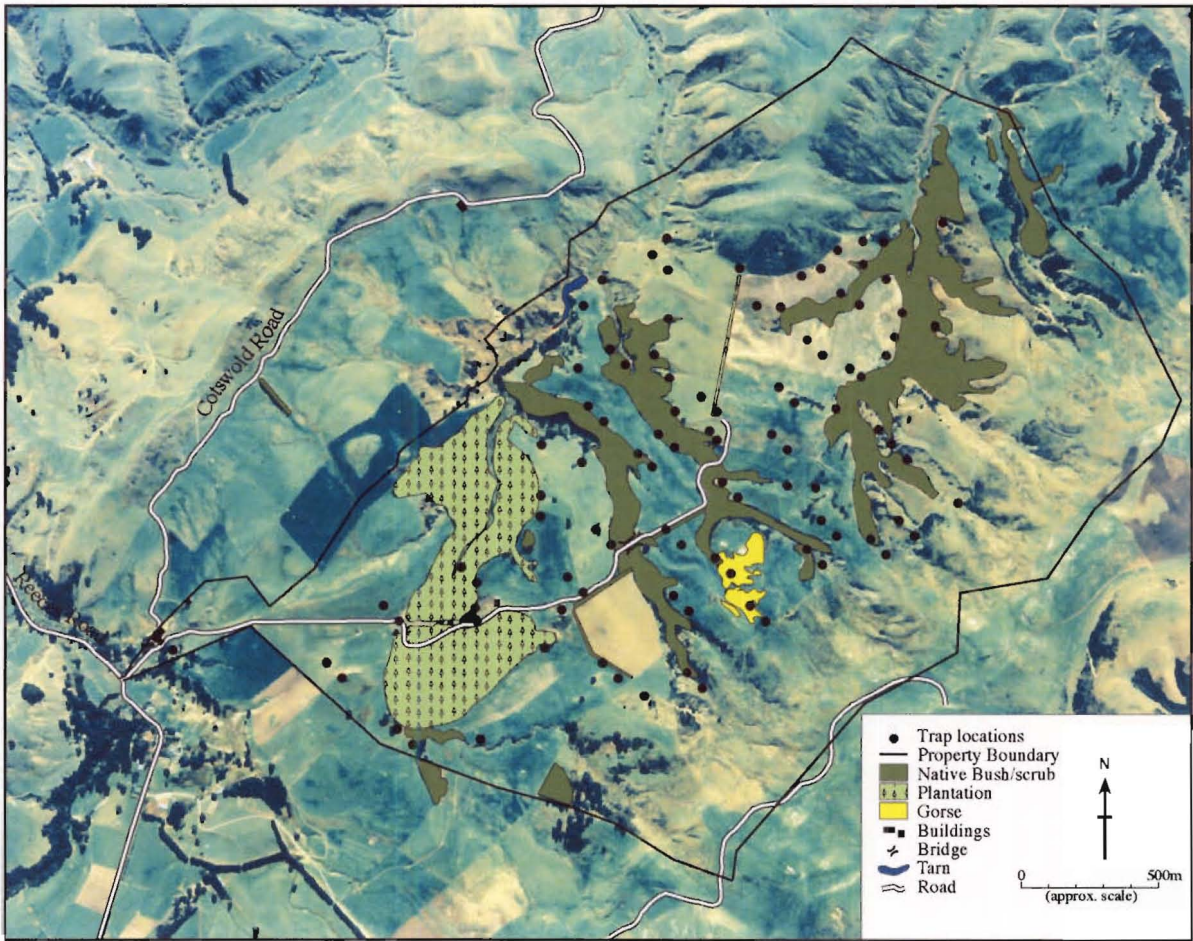 Cotswold Road
Road
Trap locations
Property Boundary
Native Bush/scrub
Plantation
Gorse
Buildings
Bridge
Tarn
Road
N
0 500m
(approx. scale)